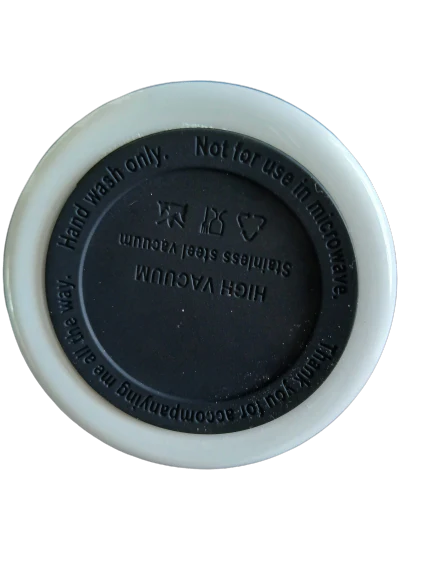 Hand wash only.
Not for use in microwave.
Thank you for accompanying me all the way.
HIGH VACUUM
Stainless steel vacuum